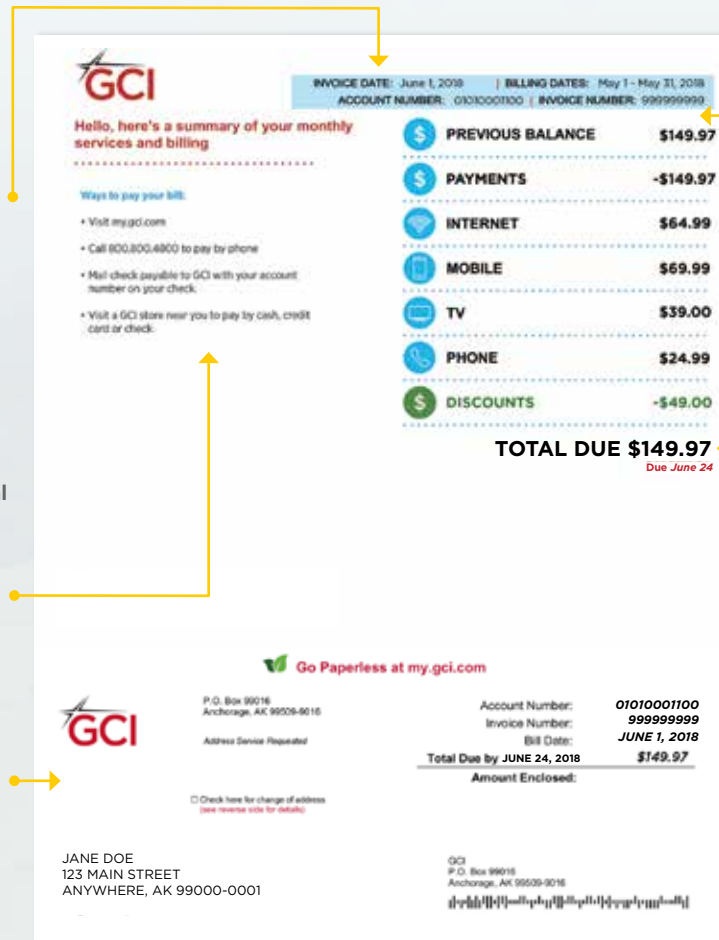 GCI
INVOICE DATE: June 1, 2018 | BILLING DATES: May 1 - May 31, 2018
ACCOUNT NUMBER: 01010001100 | INVOICE NUMBER: 999999999
Hello, here's a summary of your monthly
services and billing
Ways to pay your bill:
• Visit my.gci.com
• Call 800.800.4800 to pay by phone
• Mail check payable to GCI with your account
number on your check.
• Visit a GCI store near you to pay by cash, credit
card or check.
PREVIOUS BALANCE $149.97
PAYMENTS -$149.97
INTERNET $64.99
MOBILE $69.99
TV $39.00
PHONE $24.99
DISCOUNTS -$49.00
TOTAL DUE $149.97
Due June 24
Go Paperless at my.gci.com
GCI
P.O. Box 99016
Anchorage, AK 99509-9016
Address Service Requested
Check here for change of address
(see reverse side for details)
Account Number: 01010001100
Invoice Number: 999999999
Bill Date: JUNE 1, 2018
Total Due by JUNE 24, 2018 $149.97
Amount Enclosed:
JANE DOE
123 MAIN STREET
ANYWHERE, AK 99000-0001
GCI
P.O. Box 99016
Anchorage, AK 99509-9016